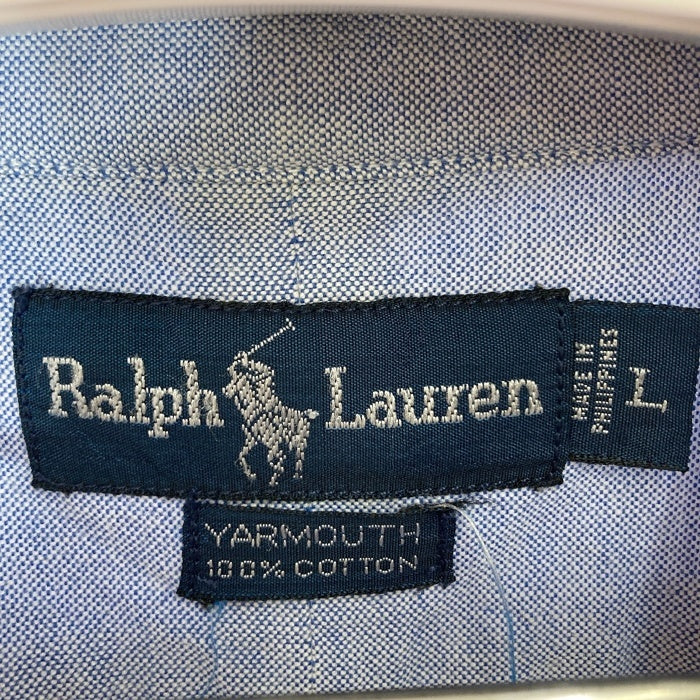 Ralph Lauren
MADE IN
PHILIPPINES
L
YARMOUTH
100% COTTON